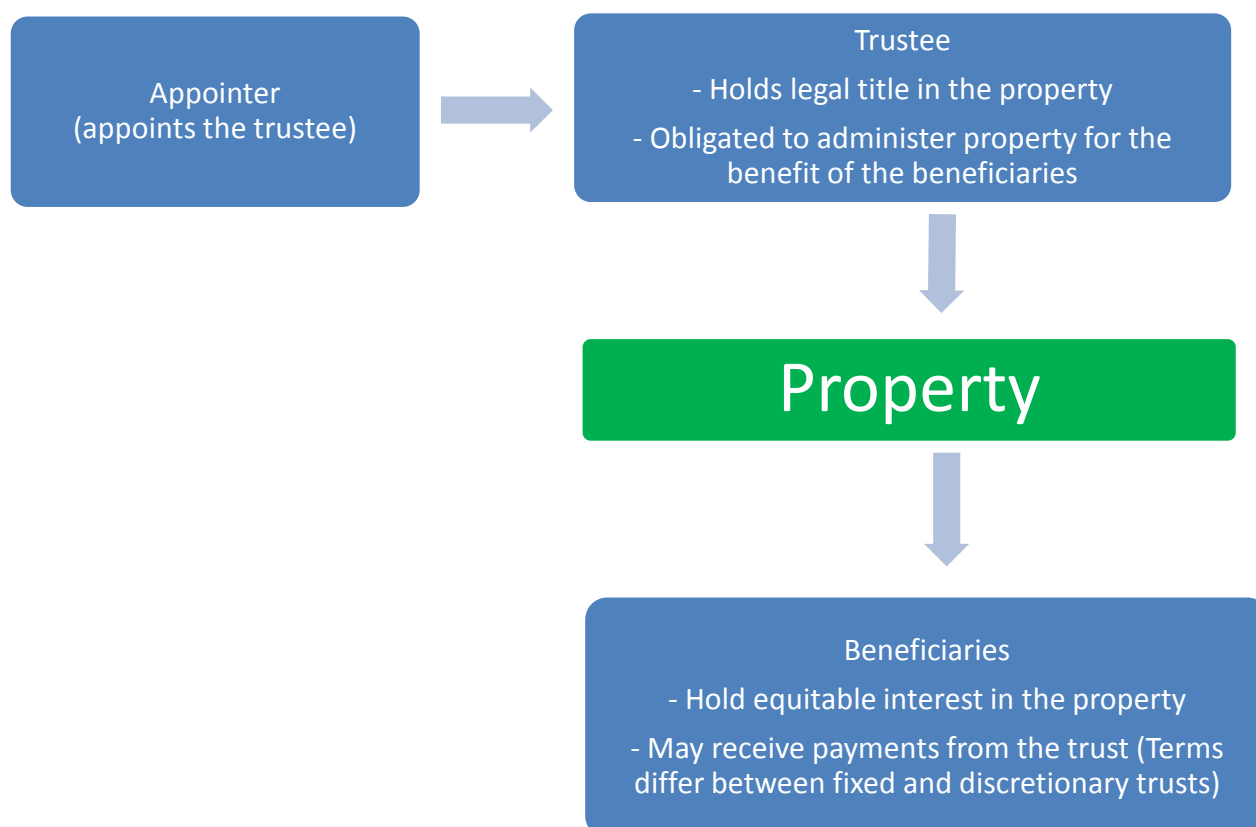 Appointer
(appoints the trustee)
Trustee
- Holds legal title in the property
- Obligated to administer property for the
benefit of the beneficiaries
Property
Beneficiaries
- Hold equitable interest in the property
- May receive payments from the trust (Terms
differ between fixed and discretionary trusts)